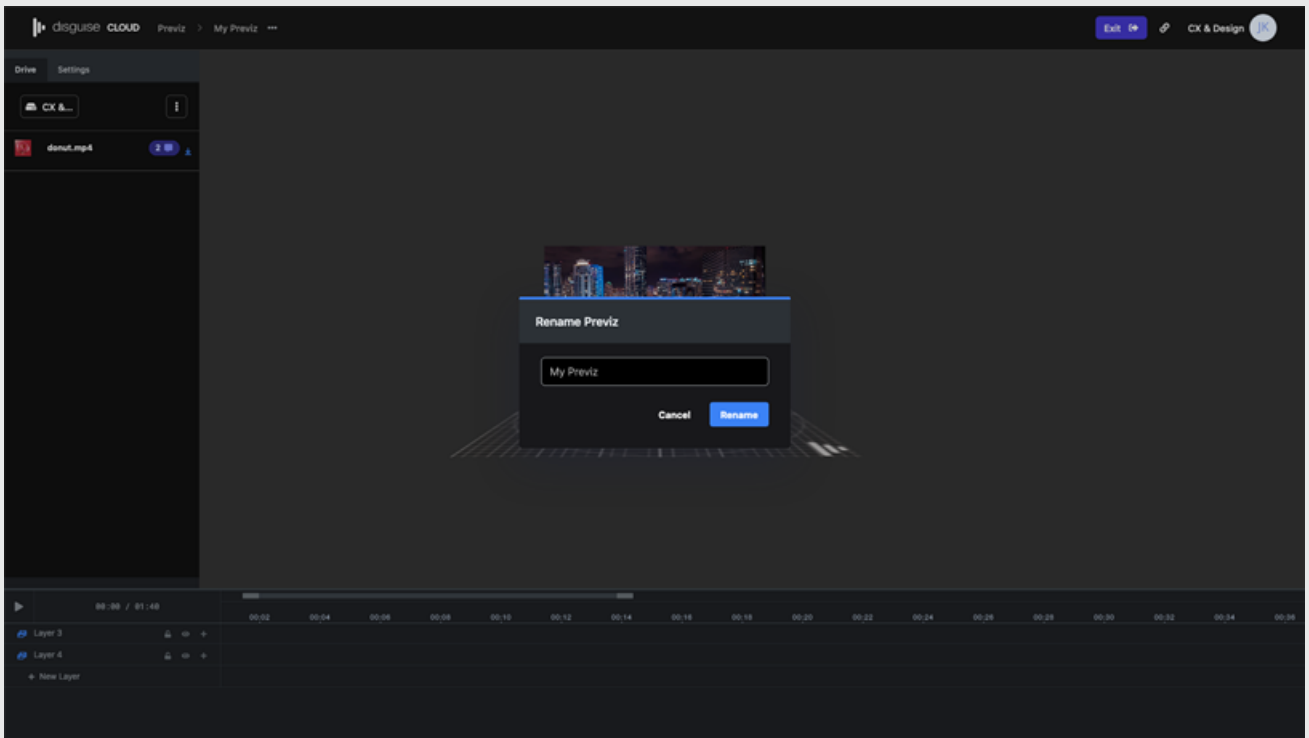 disguise CLOUD Previz > My Previz ••• Exit CX & Design JK
Drive Settings
CX &...
donut.mp4 2
Rename Previz
My Previz
Cancel Rename
00:00 / 01:40
00;02 00;04 00;06 00;08 00;10 00;12 00;14 00;16 00;18 00;20 00;22 00;24 00;26 00;28 00;30 00;32 00;34 00;36
Layer 3
Layer 4
+ New Layer